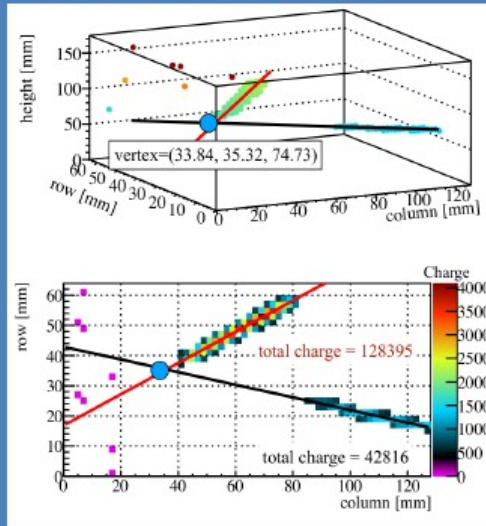 height [mm]
150
100
50
0
vertex=(33.84, 35.32, 74.73)
60 50 40 30 20 10 0
row [mm]
0 20 40 60 80 100 120
column [mm]
Charge
row [mm]
60
50
40
30
20
10
0
4000
3500
3000
2500
2000
1500
1000
500
0
total charge = 128395
total charge = 42816
0 20 40 60 80 100 120
column [mm]